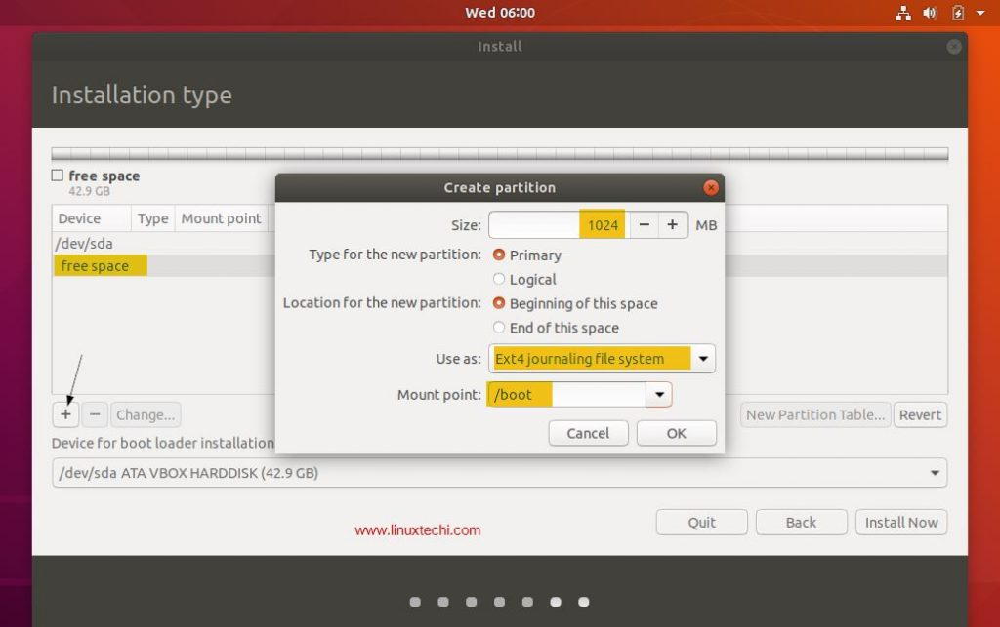 Wed 06:00
Install
Installation type
free space
42.9 GB
Device Type Mount point
/dev/sda
free space
Create partition
Size: 1024 MB
Type for the new partition: Primary
Logical
Location for the new partition: Beginning of this space
End of this space
Use as: Ext4 journaling file system
Mount point: /boot
Cancel OK
+ − Change... New Partition Table... Revert
Device for boot loader installation
/dev/sda ATA VBOX HARDDISK (42.9 GB)
www.linuxtechi.com
Quit Back Install Now